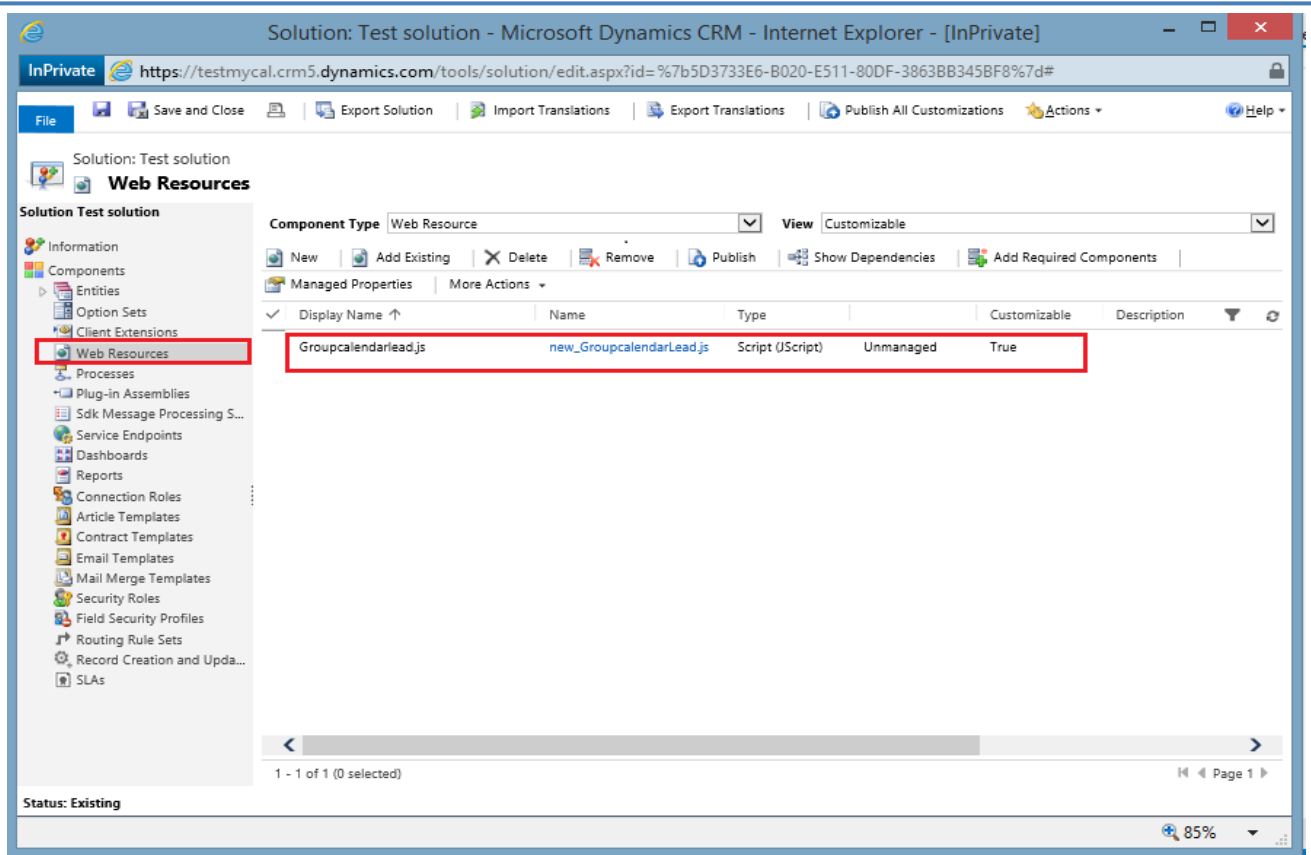 Solution: Test solution - Microsoft Dynamics CRM - Internet Explorer - [InPrivate]
InPrivate https://testmycal.crm5.dynamics.com/tools/solution/edit.aspx?id=%7b5D3733E6-B020-E511-80DF-3863BB345BF8%7d#
File Save and Close Export Solution Import Translations Export Translations Publish All Customizations Actions Help
Solution: Test solution
Web Resources
Solution Test solution
Component Type Web Resource View Customizable
Information
New Add Existing Delete Remove Publish Show Dependencies Add Required Components
Components
Managed Properties More Actions
Entities
Option Sets
Display Name Name Type Customizable Description
Client Extensions
Web Resources
Groupcalendarlead.js new_GroupcalendarLead.js Script (JScript) Unmanaged True
Processes
Plug-in Assemblies
Sdk Message Processing S...
Service Endpoints
Dashboards
Reports
Connection Roles
Article Templates
Contract Templates
Email Templates
Mail Merge Templates
Security Roles
Field Security Profiles
Routing Rule Sets
Record Creation and Upda...
SLAs
1 - 1 of 1 (0 selected) Page 1
Status: Existing
85%